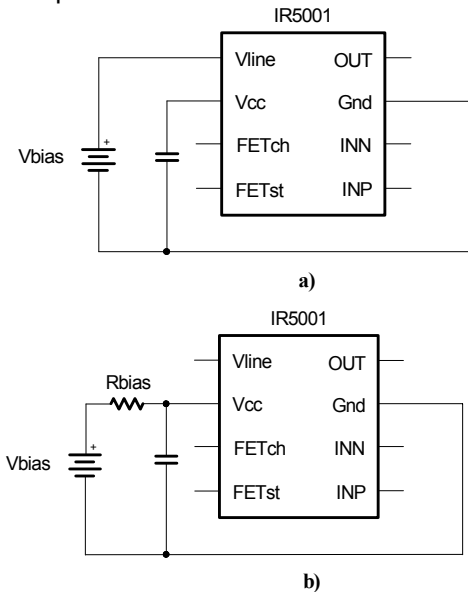 IR5001
Vline OUT
Vcc Gnd
+
Vbias
FETch INN
FETst INP
a)
IR5001
Vline OUT
Rbias
Vcc Gnd
+
Vbias
FETch INN
FETst INP
b)